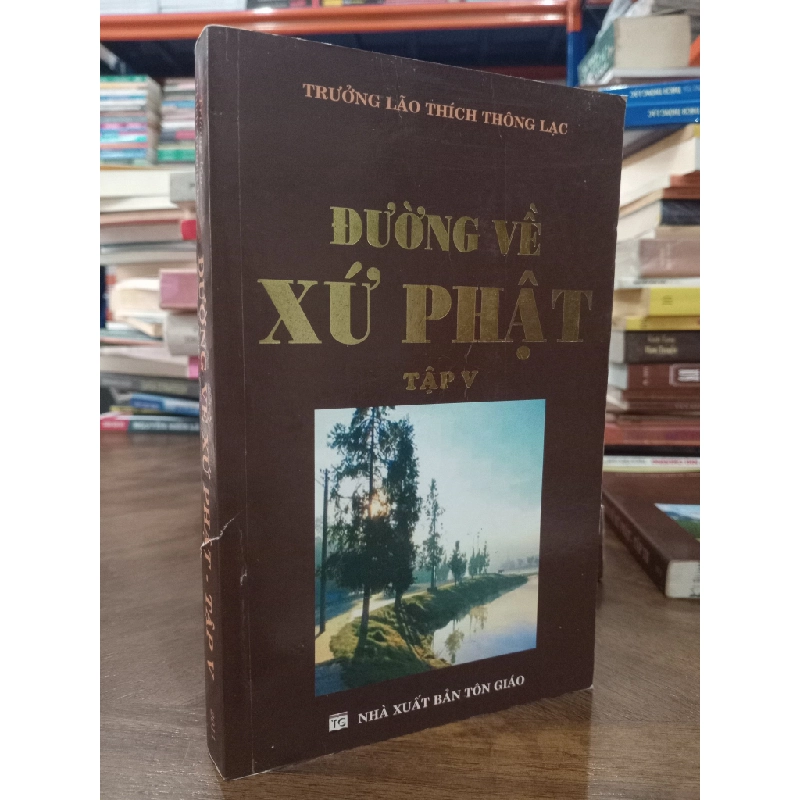 TRƯỞNG LÃO THÍCH THÔNG LẠC
ĐƯỜNG VỀ
XỨ PHẬT
TẬP V
TG NHÀ XUẤT BẢN TÔN GIÁO
ĐƯỜNG VỀ XỨ PHẬT - TẬP V